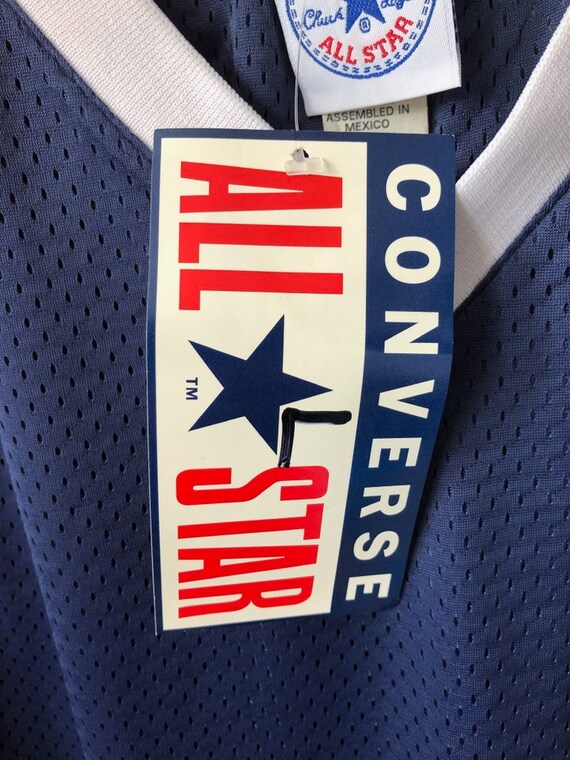 Chuck
ALL STAR
®
ASSEMBLED IN
MEXICO
CONVERSE
ALL STAR
L
TM